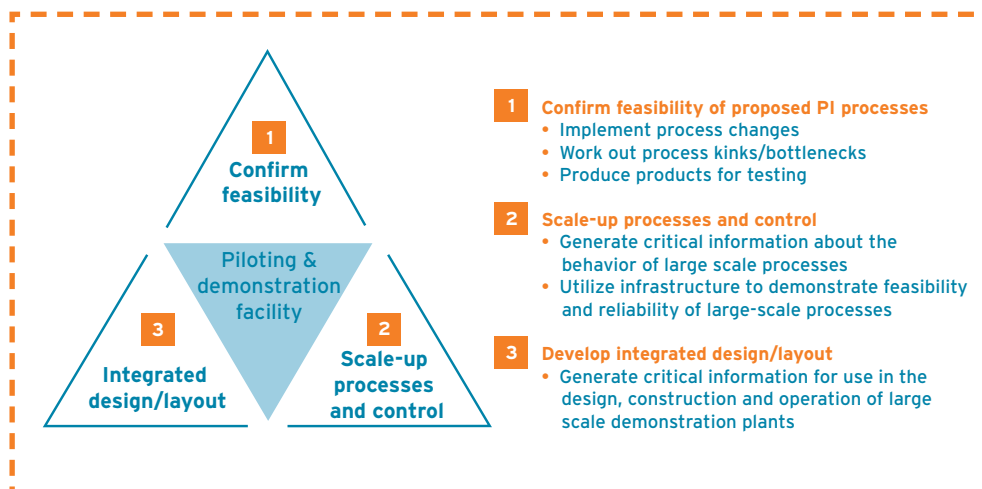 1
Confirm
feasibility
Piloting &
demonstration
facility
3
Integrated
design/layout
2
Scale-up
processes
and control
1 Confirm feasibility of proposed PI processes
• Implement process changes
• Work out process kinks/bottlenecks
• Produce products for testing
2 Scale-up processes and control
• Generate critical information about the
behavior of large scale processes
• Utilize infrastructure to demonstrate feasibility
and reliability of large-scale processes
3 Develop integrated design/layout
• Generate critical information for use in the
design, construction and operation of large
scale demonstration plants